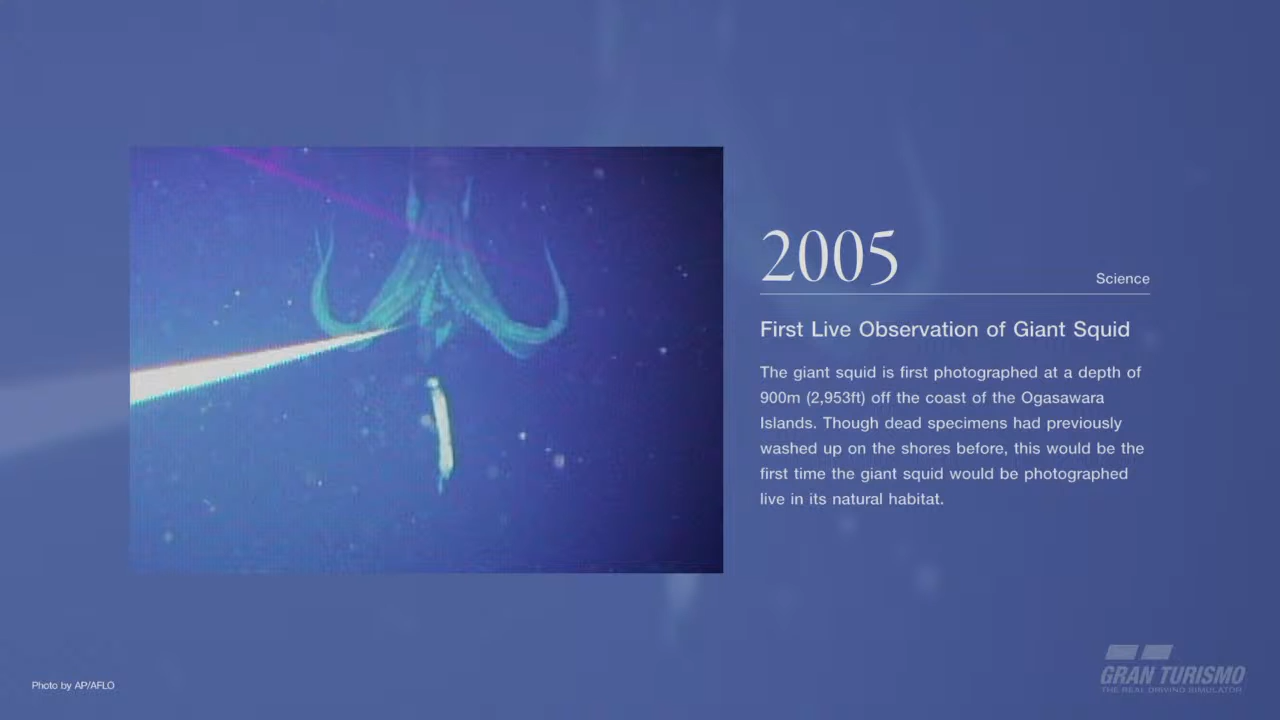 2005
Science
First Live Observation of Giant Squid
The giant squid is first photographed at a depth of
900m (2,953ft) off the coast of the Ogasawara
Islands. Though dead specimens had previously
washed up on the shores before, this would be the
first time the giant squid would be photographed
live in its natural habitat.
GRAN TURISMO
THE REAL DRIVING SIMULATOR
Photo by AP/AFLO